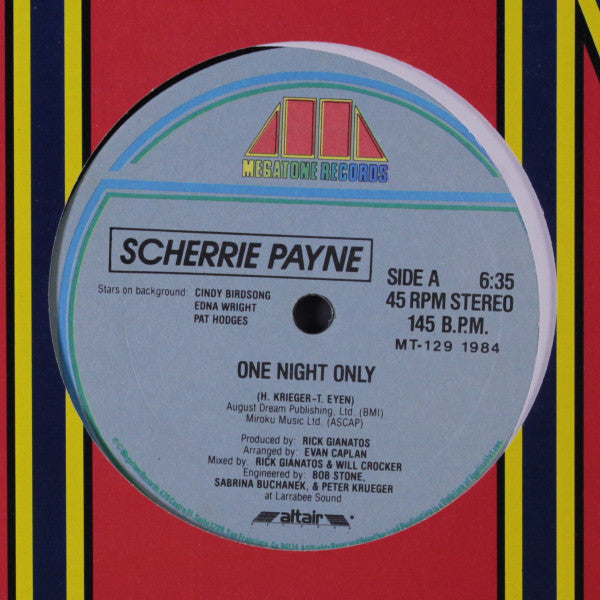 MEGATONE RECORDS
SCHERRIE PAYNE
Stars on background: CINDY BIRDSONG
EDNA WRIGHT
PAT HODGES
SIDE A 6:35
45 RPM STEREO
145 B.P.M.
MT-129 1984
ONE NIGHT ONLY
(H. KRIEGER-T. EYEN)
August Dream Publishing, Ltd. (BMI)
Miroku Music Ltd. (ASCAP)
Produced by: RICK GIANATOS
Arranged by: EVAN CAPLAN
Mixed by: RICK GIANATOS & WILL CROCKER
Engineered by: BOB STONE,
SABRINA BUCHANEK, & PETER KRUEGER
at Larrabee Sound
altair